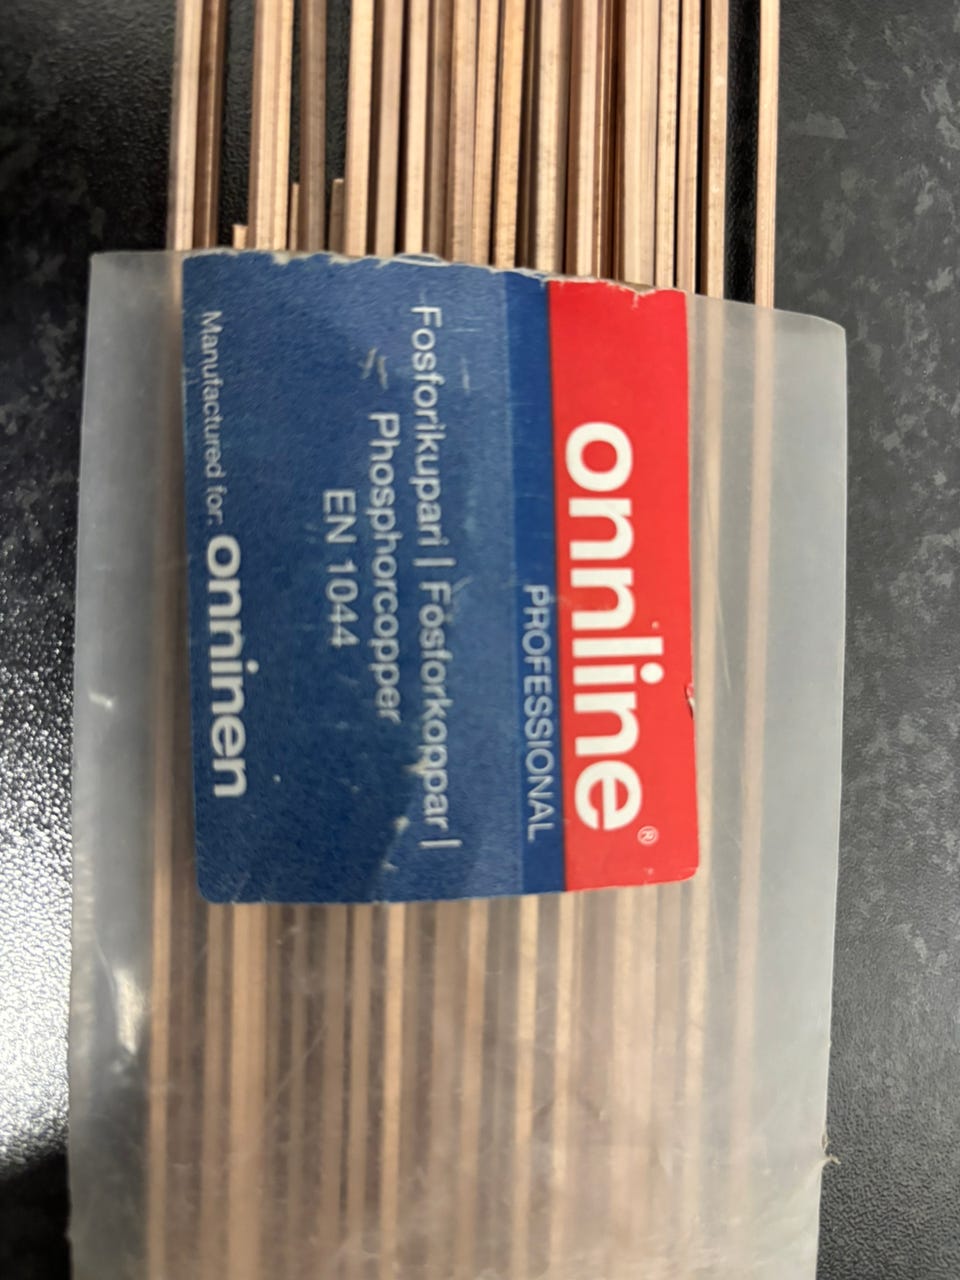 onnline®
PROFESSIONAL
Fosforikupari | Fosforkoppar |
Phosphorcopper
EN 1044
Manufactured for: onninen